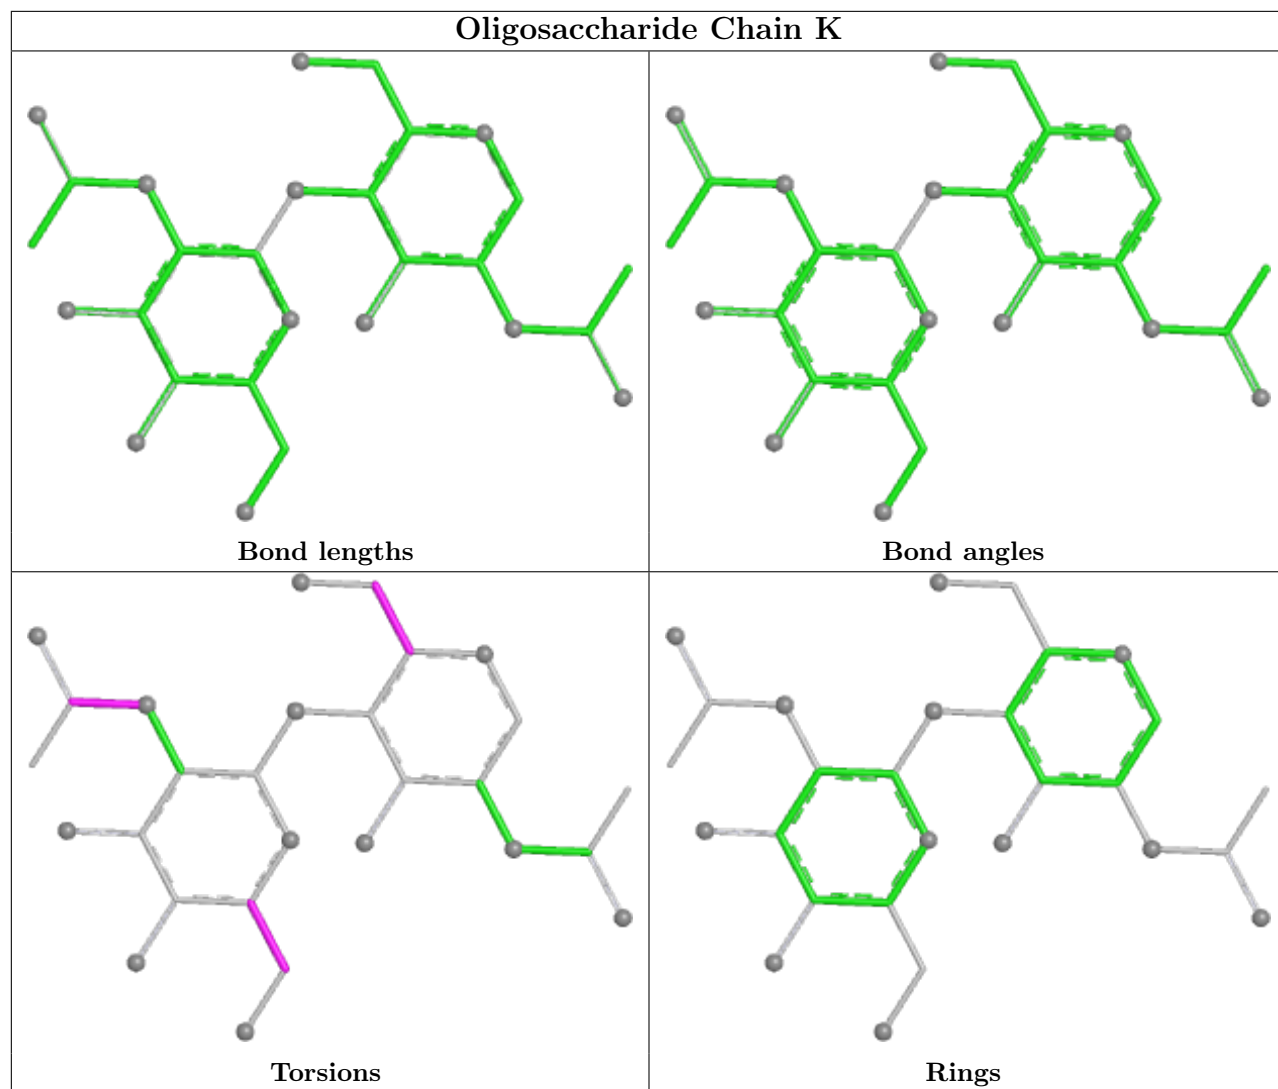 Oligosaccharide Chain K
Bond lengths
Bond angles
Torsions
Rings